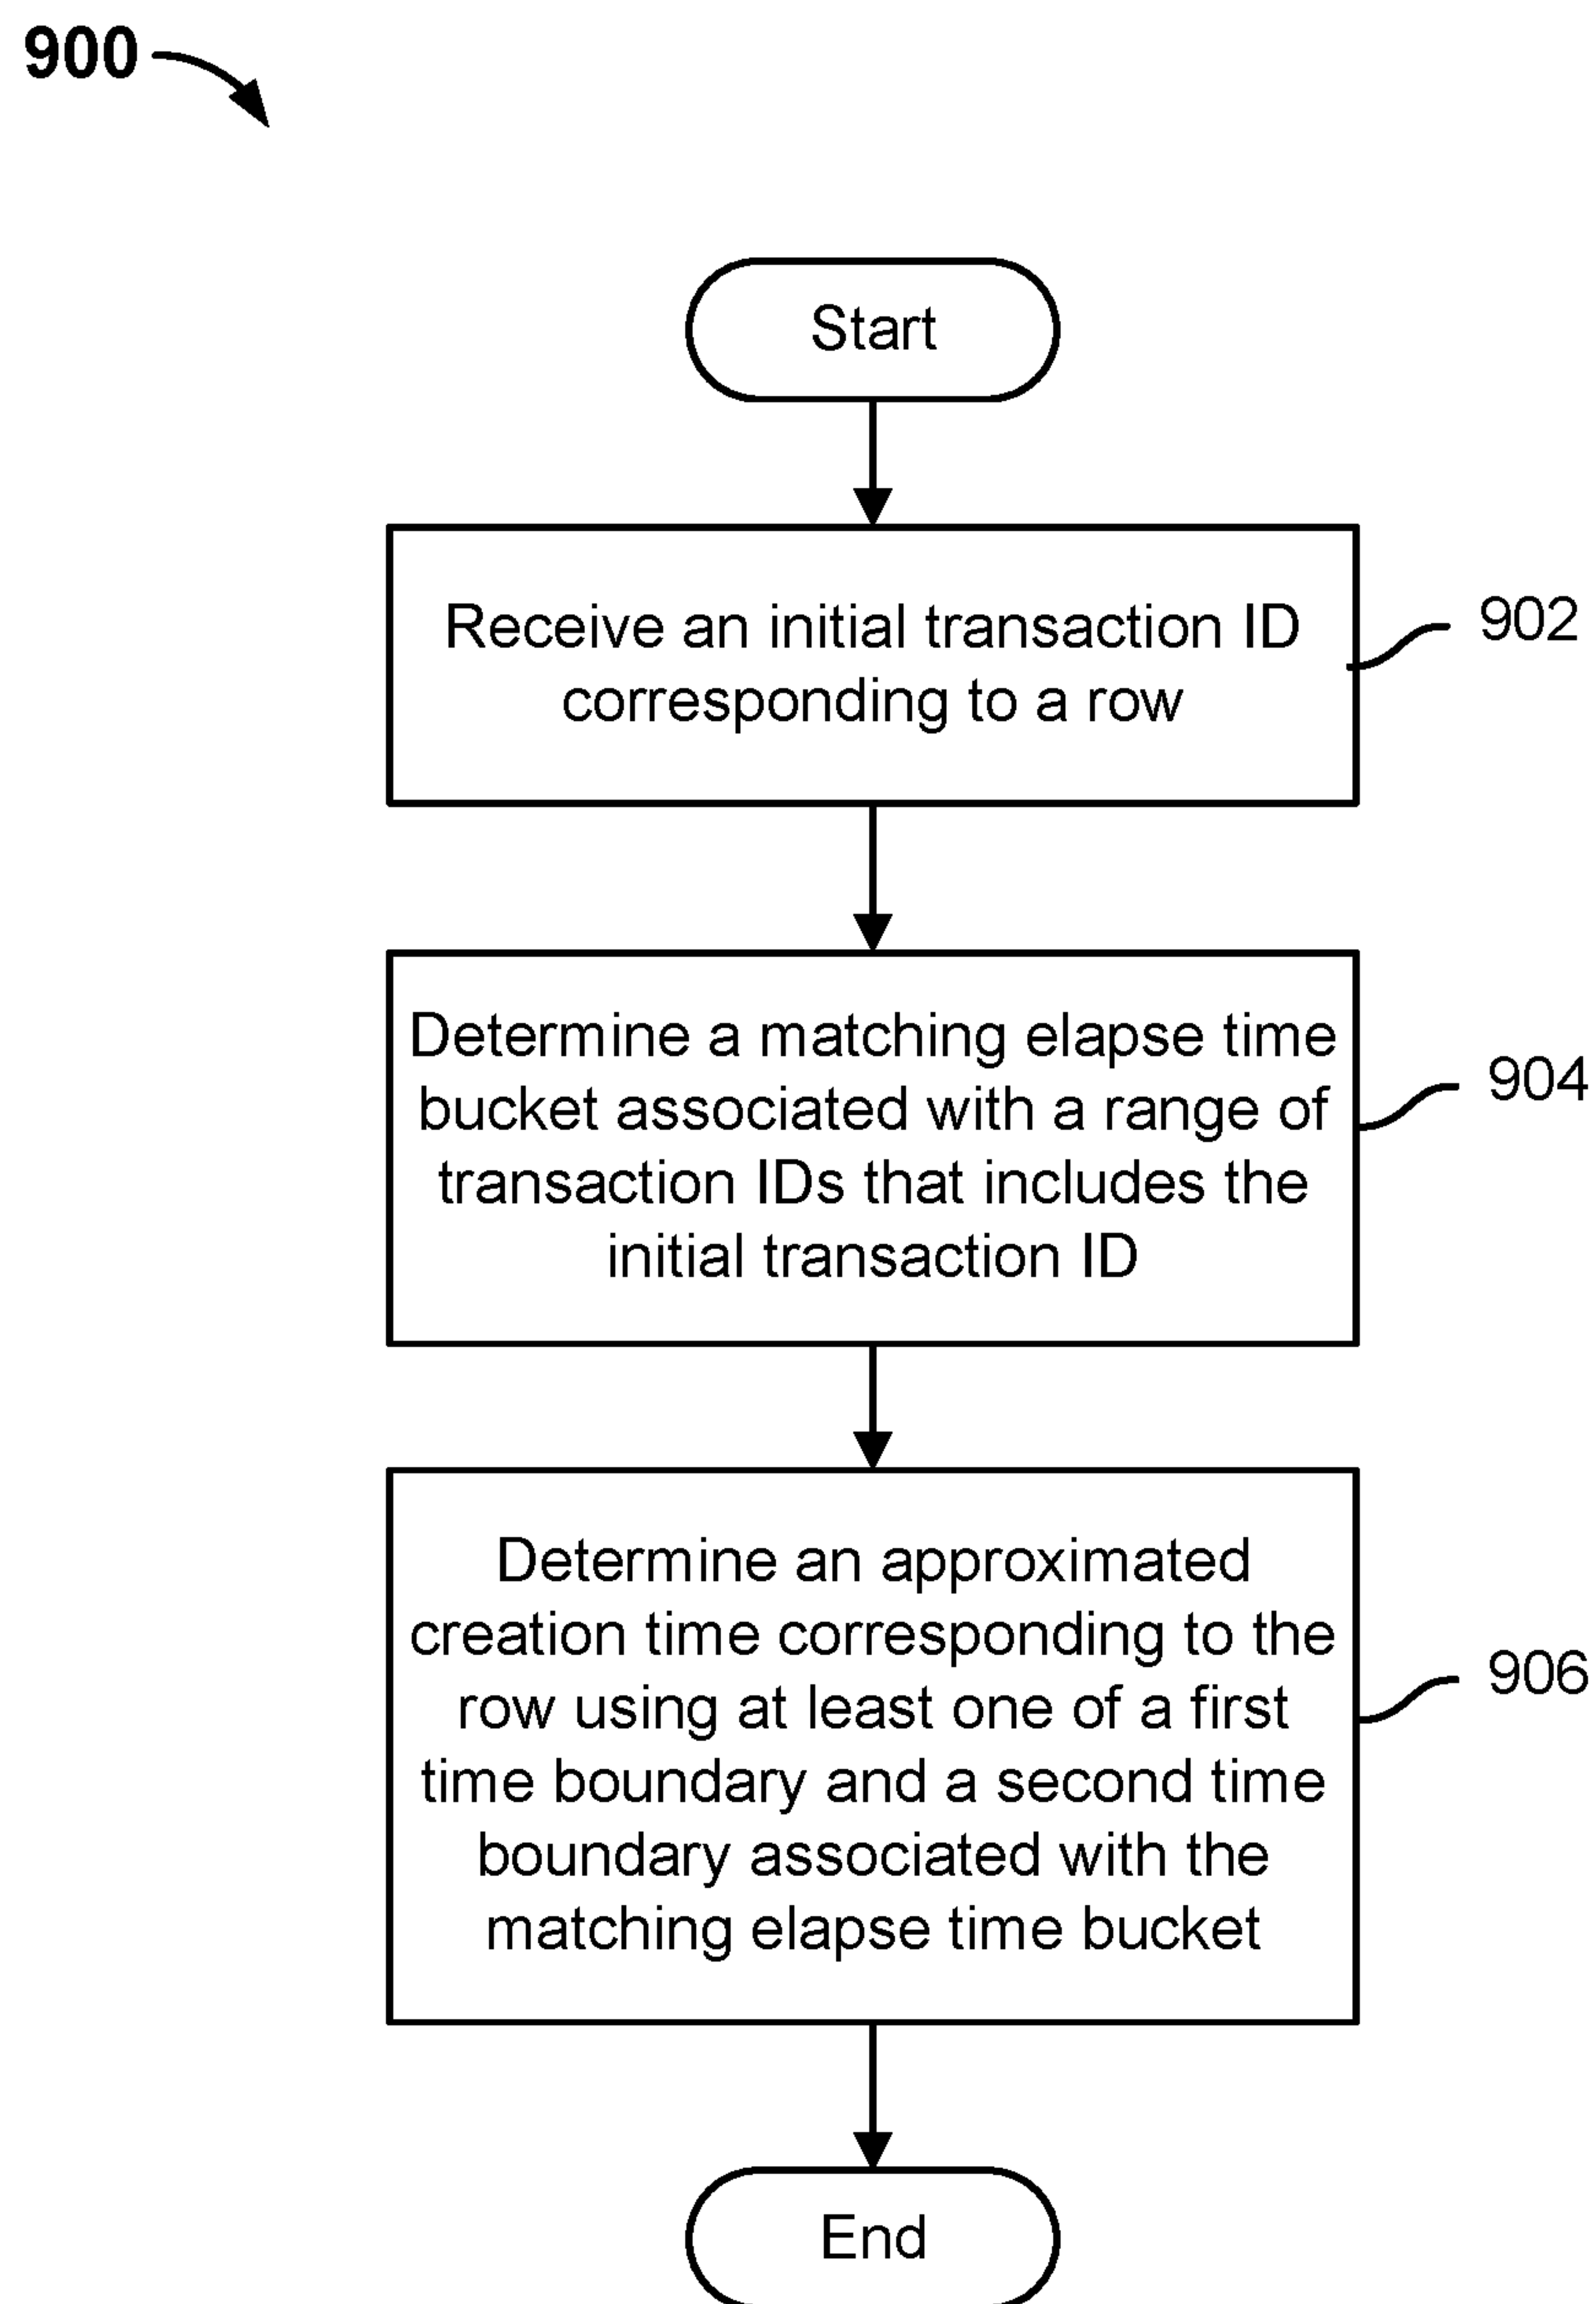 900
Start
Receive an initial transaction ID
corresponding to a row
902
Determine a matching elapse time
bucket associated with a range of
transaction IDs that includes the
initial transaction ID
904
Determine an approximated
creation time corresponding to the
row using at least one of a first
time boundary and a second time
boundary associated with the
matching elapse time bucket
906
End